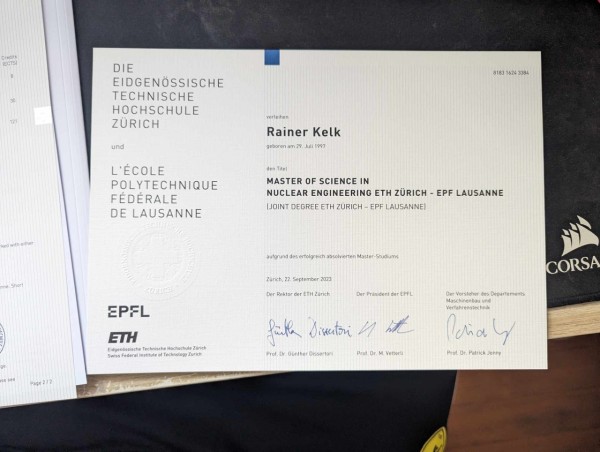 DIE
EIDGENÖSSISCHE
TECHNISCHE
HOCHSCHULE
ZÜRICH
und
L'ÉCOLE
POLYTECHNIQUE
FÉDÉRALE
DE LAUSANNE
EPFL
ETH
Eidgenössische Technische Hochschule Zürich
Swiss Federal Institute of Technology Zurich
verleihen
Rainer Kelk
geboren am 29. Juli 1997
den Titel
MASTER OF SCIENCE IN
NUCLEAR ENGINEERING ETH ZÜRICH - EPF LAUSANNE
(JOINT DEGREE ETH ZÜRICH – EPF LAUSANNE)
aufgrund des erfolgreich absolvierten Master-Studiums
Zürich, 22. September 2023
Der Rektor der ETH Zürich
Prof. Dr. Günther Dissertori
Der Präsident der EPFL
Prof. Dr. M. Vetterli
Der Vorsteher des Departements
Maschinenbau und
Verfahrenstechnik
Prof. Dr. Patrick Jenny
Credits
(ECTS)
Page 2 / 2
CORSA